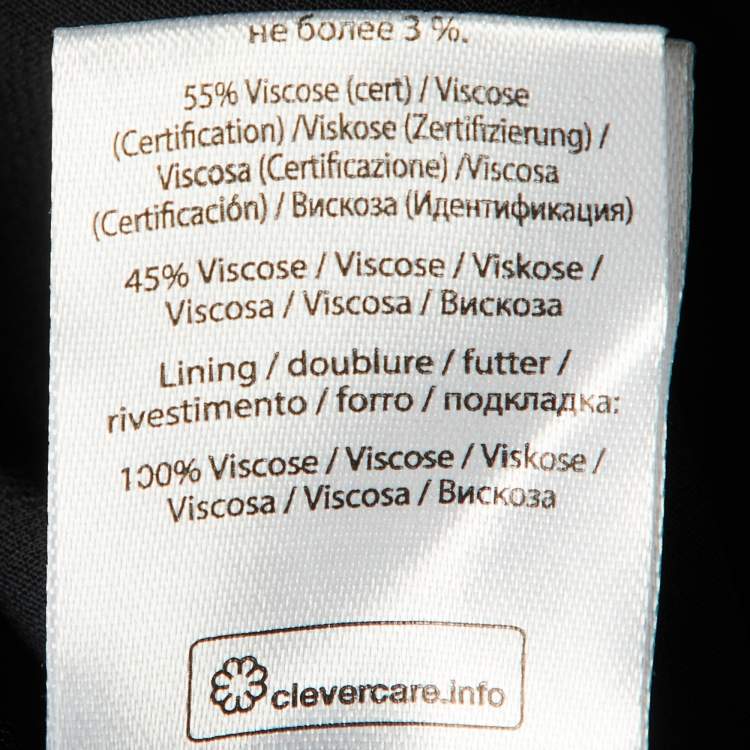 не более 3 %.
55% Viscose (cert) / Viscose
(Certification) /Viskose (Zertifizierung) /
Viscosa (Certificazione) /Viscosa
(Certificación) / Вискоза (Идентификация)
45% Viscose / Viscose / Viskose /
Viscosa / Viscosa / Вискоза
Lining / doublure / futter /
rivestimento / forro / подкладка:
100% Viscose / Viscose / Viskose /
Viscosa / Viscosa / Вискоза
clevercare.info